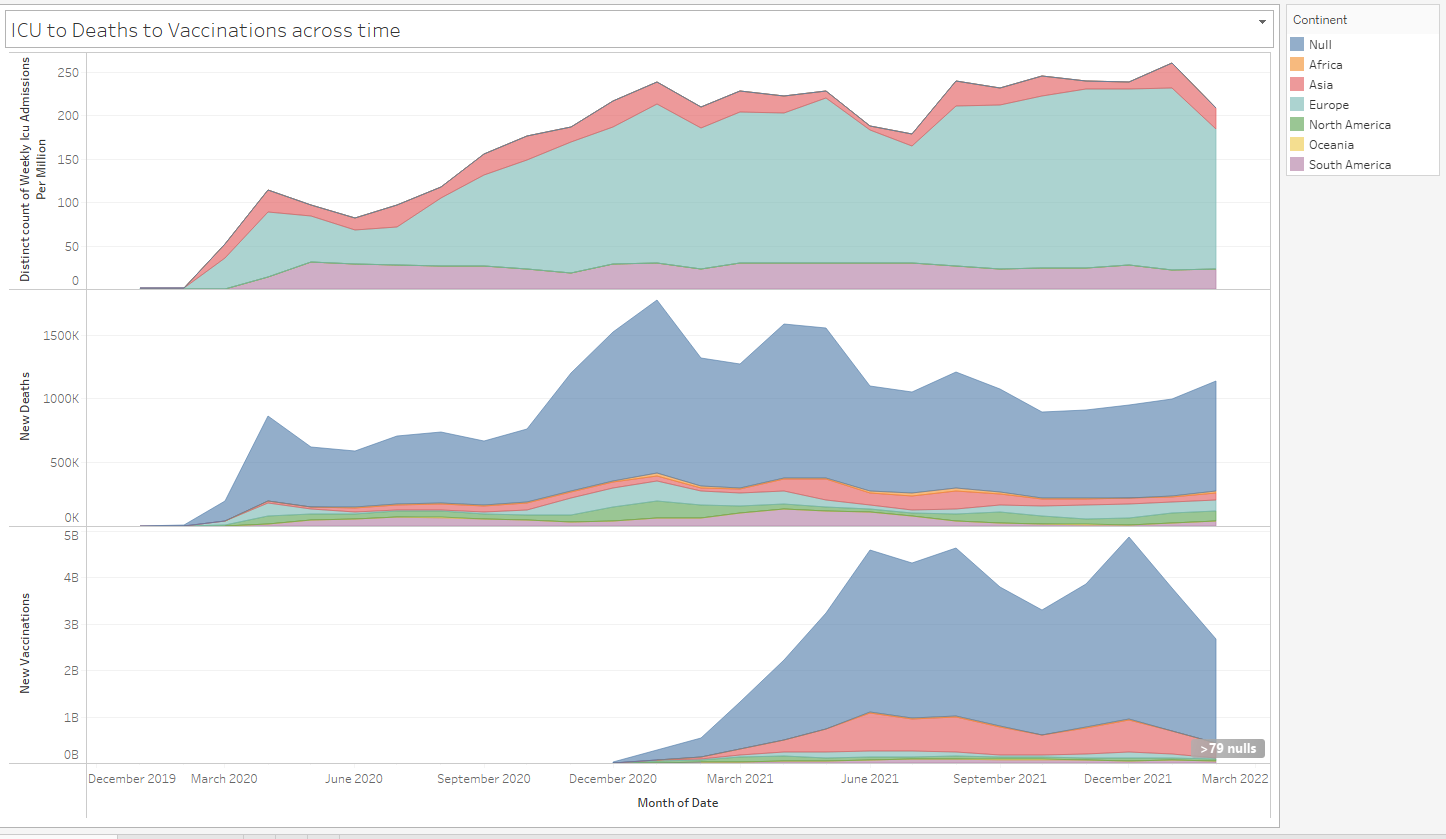 ICU to Deaths to Vaccinations across time
Continent
Null
Africa
Asia
Europe
North America
Oceania
South America
Distinct count of Weekly Icu Admissions
Per Million
250
200
150
100
50
0
New Deaths
1500K
1000K
500K
0K
New Vaccinations
5B
4B
3B
2B
1B
0B
>79 nulls
December 2019 March 2020 June 2020 September 2020 December 2020 March 2021 June 2021 September 2021 December 2021 March 2022
Month of Date